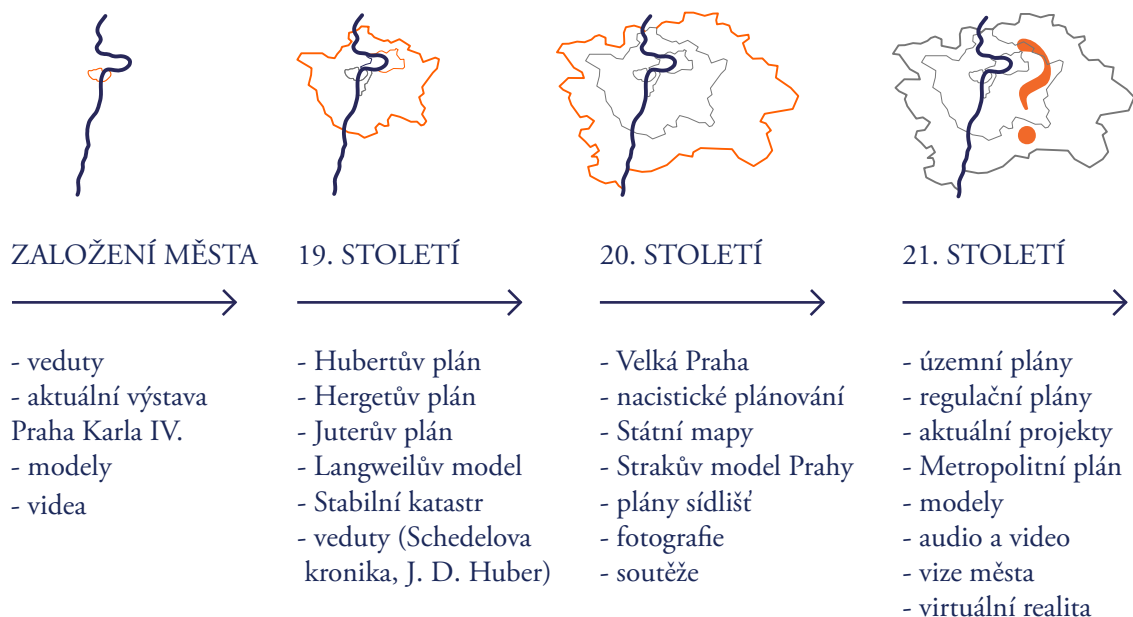 ZALOŽENÍ MĚSTA
- veduty
- aktuální výstava
Praha Karla IV.
- modely
- videa
19. STOLETÍ
- Hubertův plán
- Hergetův plán
- Juterův plán
- Langweilův model
- Stabilní katastr
- veduty (Schedelova
kronika, J. D. Huber)
20. STOLETÍ
- Velká Praha
- nacistické plánování
- Státní mapy
- Strakův model Prahy
- plány sídlišť
- fotografie
- soutěže
21. STOLETÍ
- územní plány
- regulační plány
- aktuální projekty
- Metropolitní plán
- modely
- audio a video
- vize města
- virtuální realita